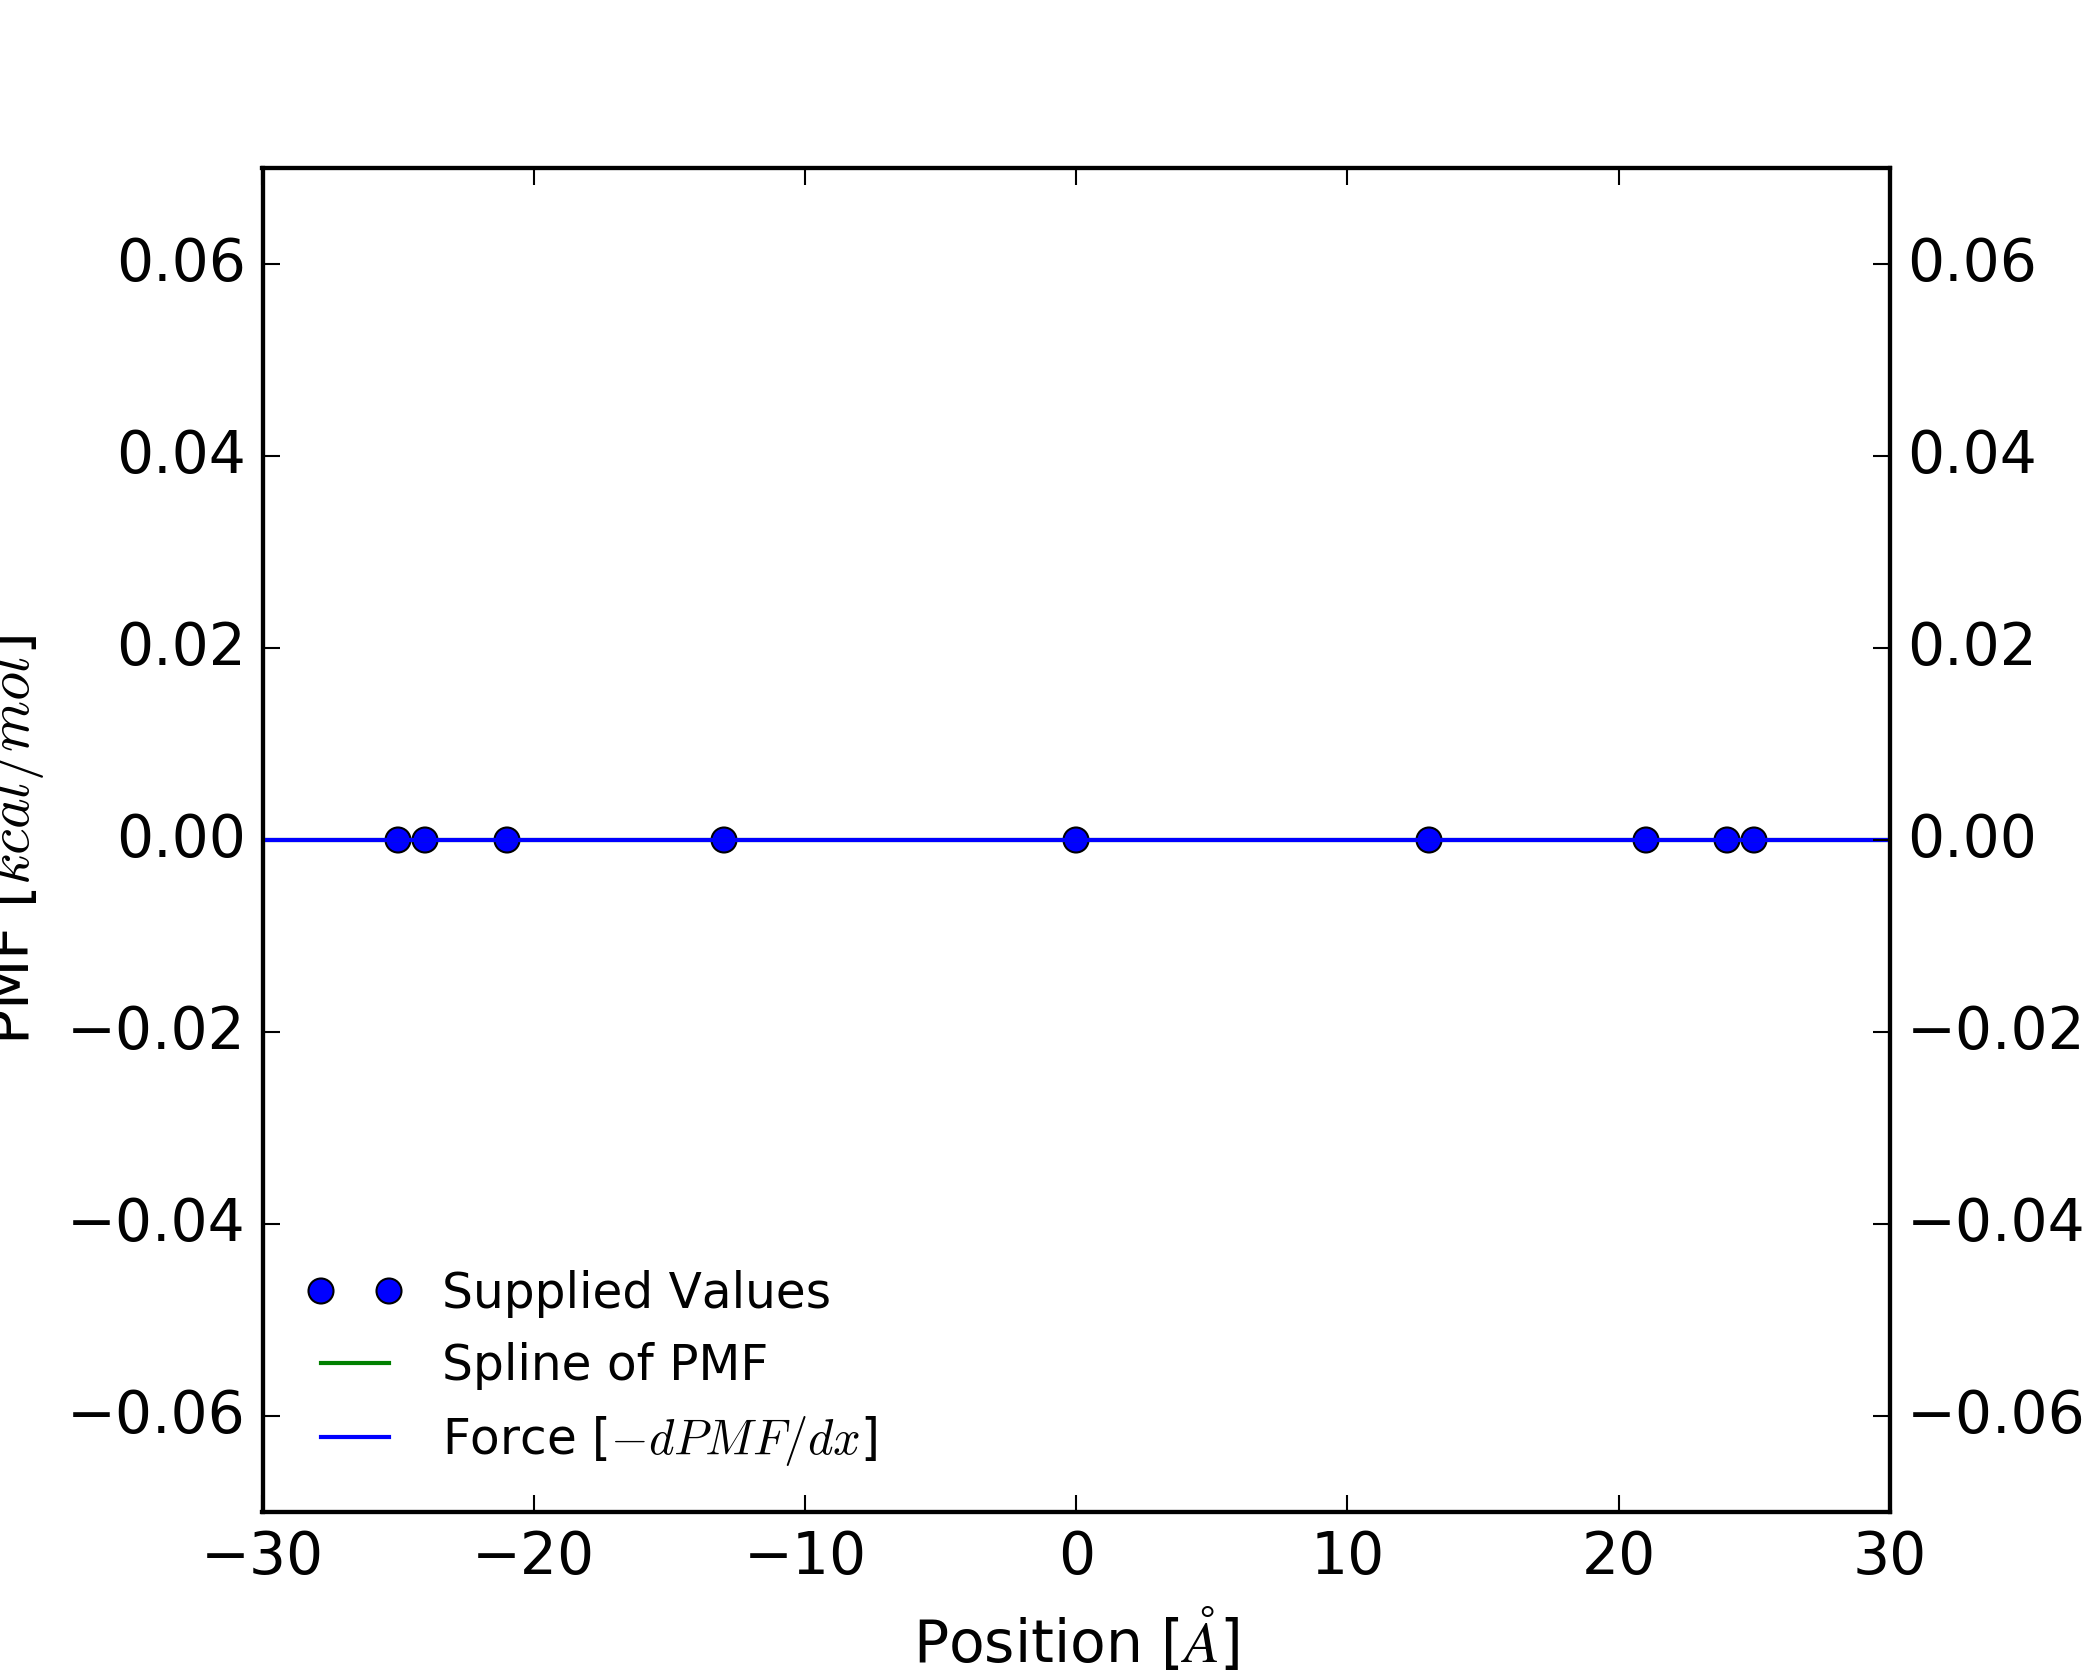 0.06
0.04
0.02
0.00
−0.02
−0.04
−0.06
PMF [kcal/mol]
0.06
0.04
0.02
0.00
−0.02
−0.04
−0.06
Supplied Values
Spline of PMF
Force [−dPMF/dx]
−30 −20 −10 0 10 20 30
Position [Å]